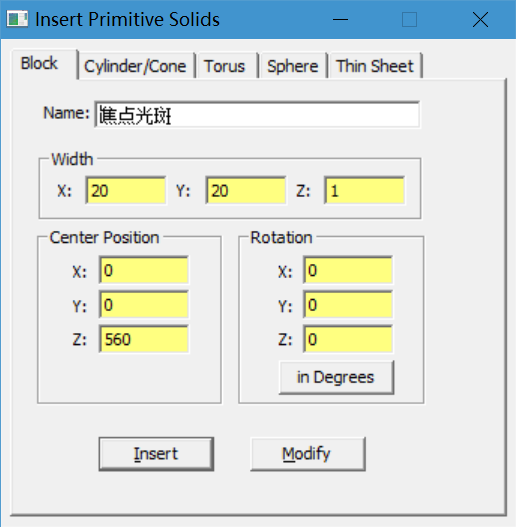 Insert Primitive Solids
Block Cylinder/Cone Torus Sphere Thin Sheet
Name: 焦点光斑
Width
X: 20 Y: 20 Z: 1
Center Position
X: 0
Y: 0
Z: 560
Rotation
X: 0
Y: 0
Z: 0
in Degrees
Insert Modify